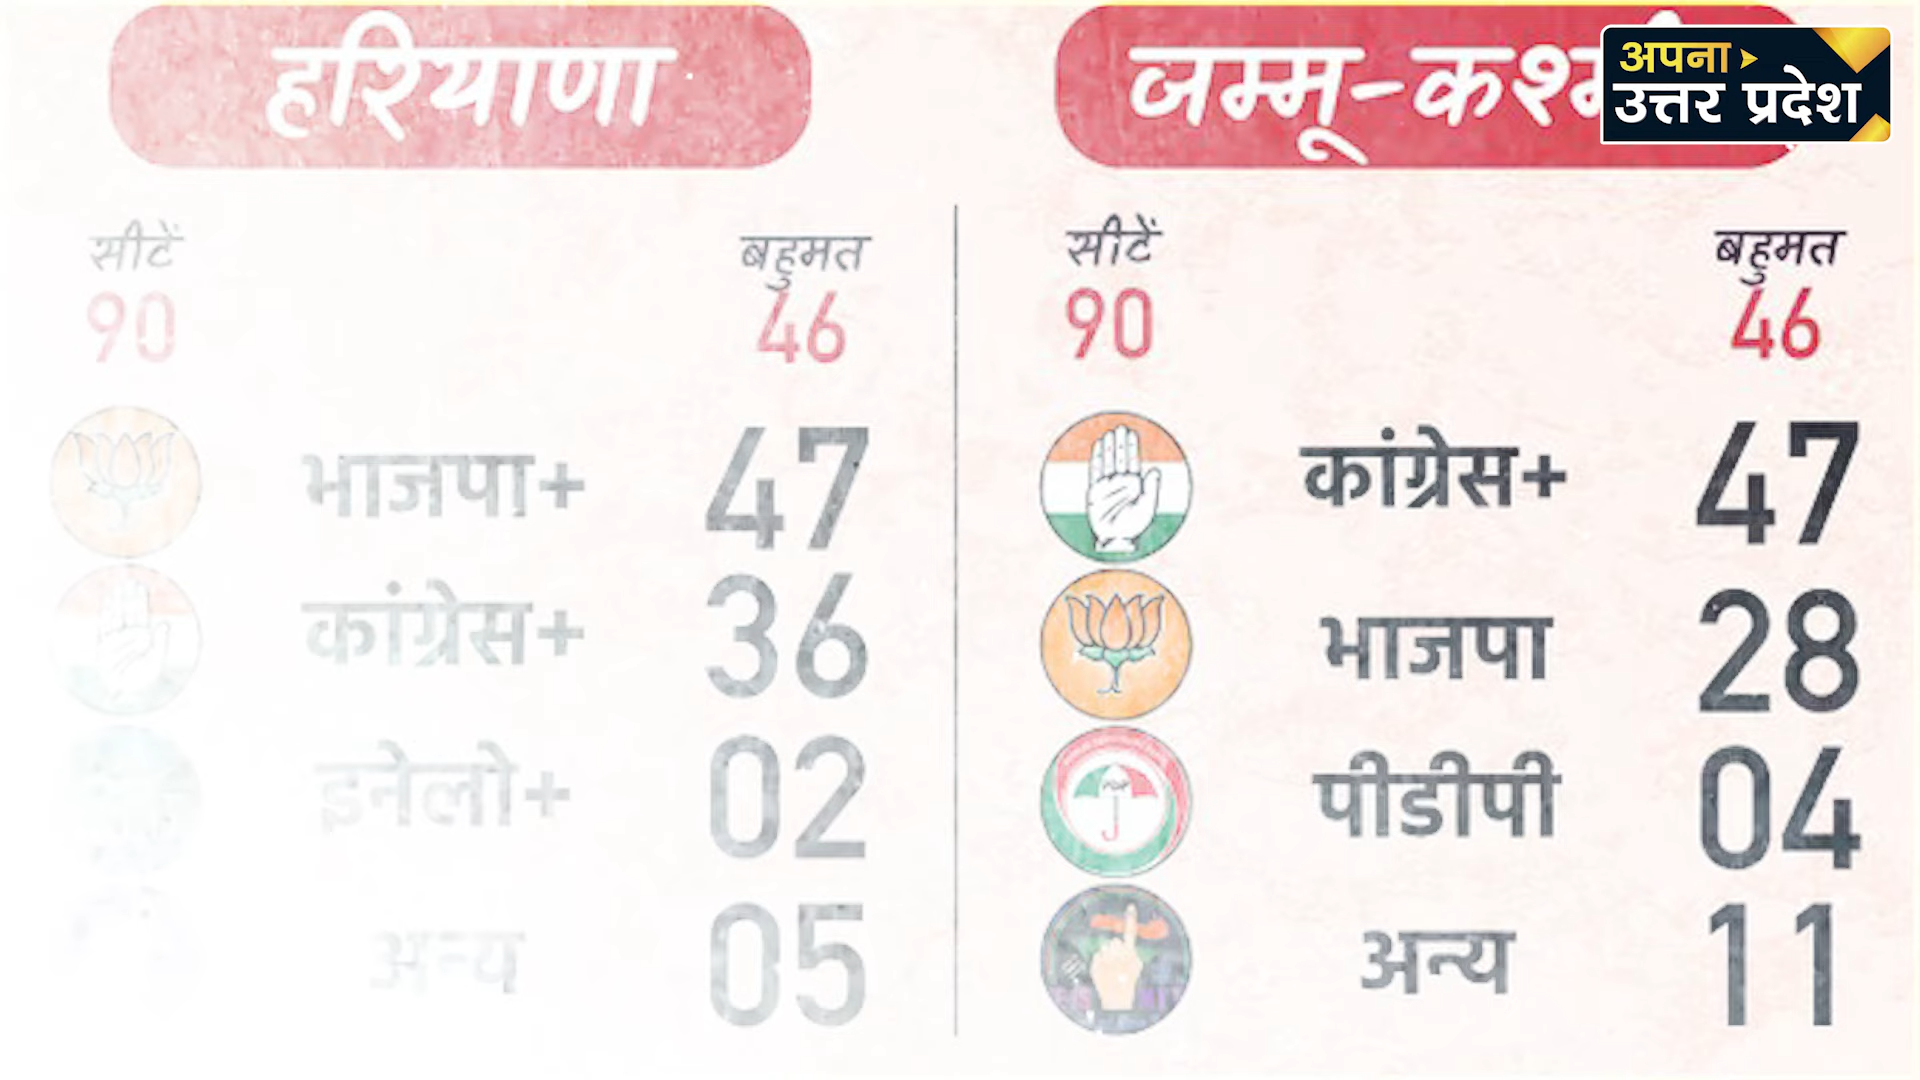 हरियाणा
सीटें
बहुमत
90
46
भाजपा+ 47
कांग्रेस+ 36
इनेलो+ 02
अन्य 05
जम्मू-कश्मी
सीटें
बहुमत
90
46
कांग्रेस+ 47
भाजपा 28
पीडीपी 04
अन्य 11
अपना
उत्तर प्रदेश